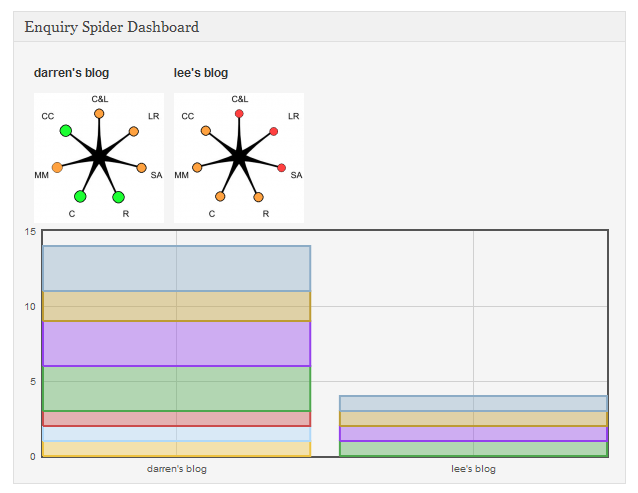 Enquiry Spider Dashboard
darren's blog
lee's blog
C&L
CC
LR
MM
SA
C
R
C&L
CC
LR
MM
SA
C
R
15
10
5
0
darren's blog
lee's blog